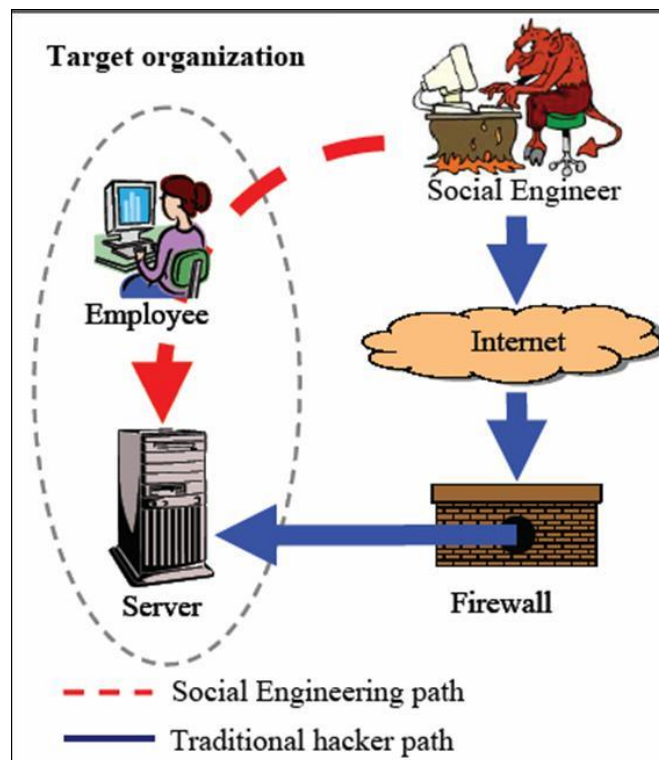 Target organization
Social Engineer
Employee
Internet
Server
Firewall
Social Engineering path
Traditional hacker path